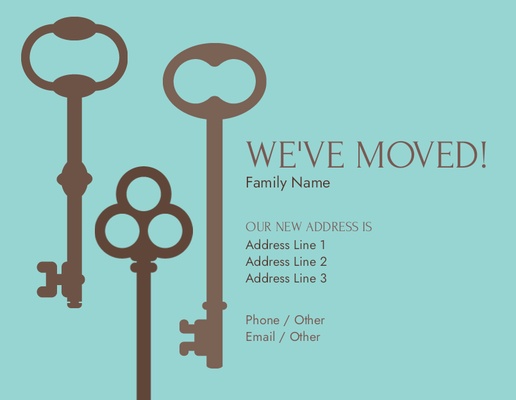 WE'VE MOVED!
Family Name
OUR NEW ADDRESS IS
Address Line 1
Address Line 2
Address Line 3
Phone / Other
Email / Other